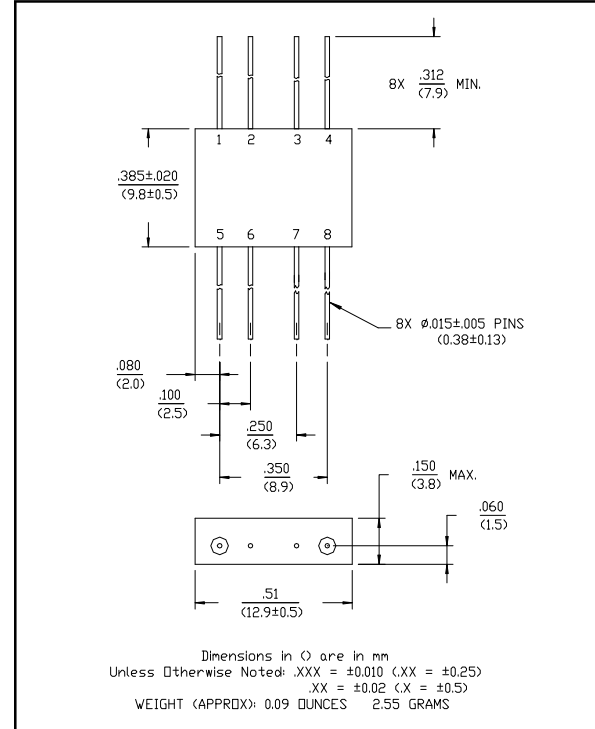 8X .312 MIN.
(7.9)
1 2 3 4
.385±.020
(9.8±0.5)
5 6 7 8
8X ø.015±.005 PINS
(0.38±0.13)
.080
(2.0)
.100
(2.5)
.250
(6.3)
.350
(8.9)
.150 MAX.
(3.8)
.060
(1.5)
.51
(12.9±0.5)
Dimensions in () are in mm
Unless Otherwise Noted: .XXX = ±0.010 (.XX = ±0.25)
.XX = ±0.02 (.X = ±0.5)
WEIGHT (APPROX): 0.09 OUNCES 2.55 GRAMS